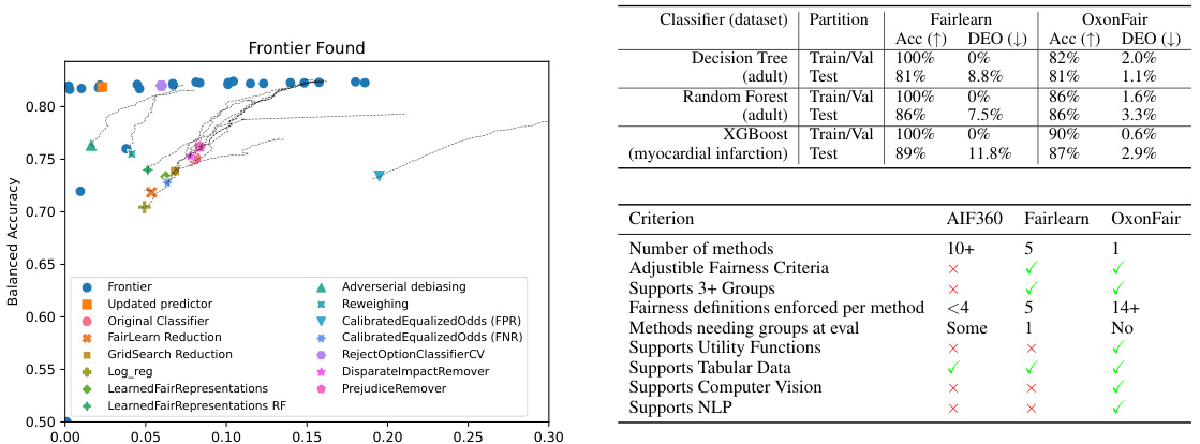 Frontier Found
Balanced Accuracy
0.80
0.75
0.70
0.65
0.60
0.55
0.50
0.00 0.05 0.10 0.15 0.20 0.25 0.30
Frontier
Updated predictor
Original Classifier
FairLearn Reduction
GridSearch Reduction
Log_reg
LearnedFairRepresentations
LearnedFairRepresentations RF
Adverserial debiasing
Reweighing
CalibratedEqualizedOdds (FPR)
CalibratedEqualizedOdds (FNR)
RejectOptionClassifierCV
DisparateImpactRemover
PrejudiceRemover
Classifier (dataset) Partition Fairlearn OxonFair
Acc (↑) DEO (↓) Acc (↑) DEO (↓)
Decision Tree Train/Val 100% 0% 82% 2.0%
(adult) Test 81% 8.8% 81% 1.1%
Random Forest Train/Val 100% 0% 86% 1.6%
(adult) Test 86% 7.5% 86% 3.3%
XGBoost Train/Val 100% 0% 90% 0.6%
(myocardial infarction) Test 89% 11.8% 87% 2.9%
Criterion AIF360 Fairlearn OxonFair
Number of methods 10+ 5 1
Adjustible Fairness Criteria × ✓ ✓
Supports 3+ Groups × ✓ ✓
Fairness definitions enforced per method <4 5 14+
Methods needing groups at eval Some 1 No
Supports Utility Functions × × ✓
Supports Tabular Data ✓ ✓ ✓
Supports Computer Vision × × ✓
Supports NLP × × ✓